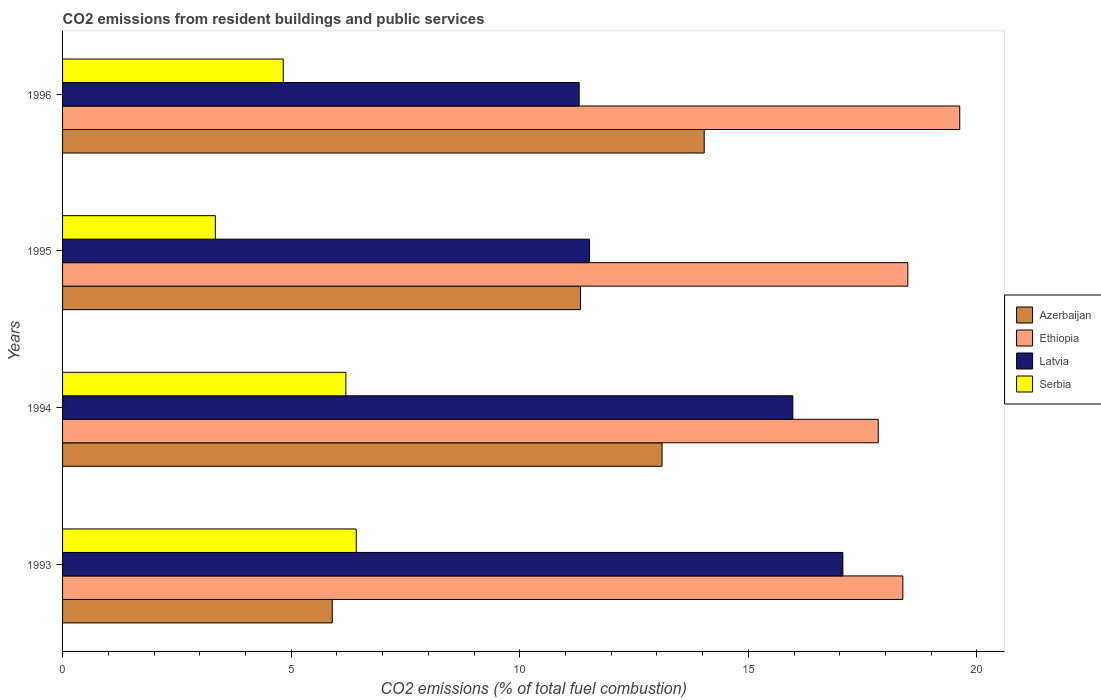 CO2 emissions from resident buildings and public services
1996
1995
1994
1993
Years
0
5
10
15
20
CO2 emissions (% of total fuel combustion)
Azerbaijan
Ethiopia
Latvia
Serbia